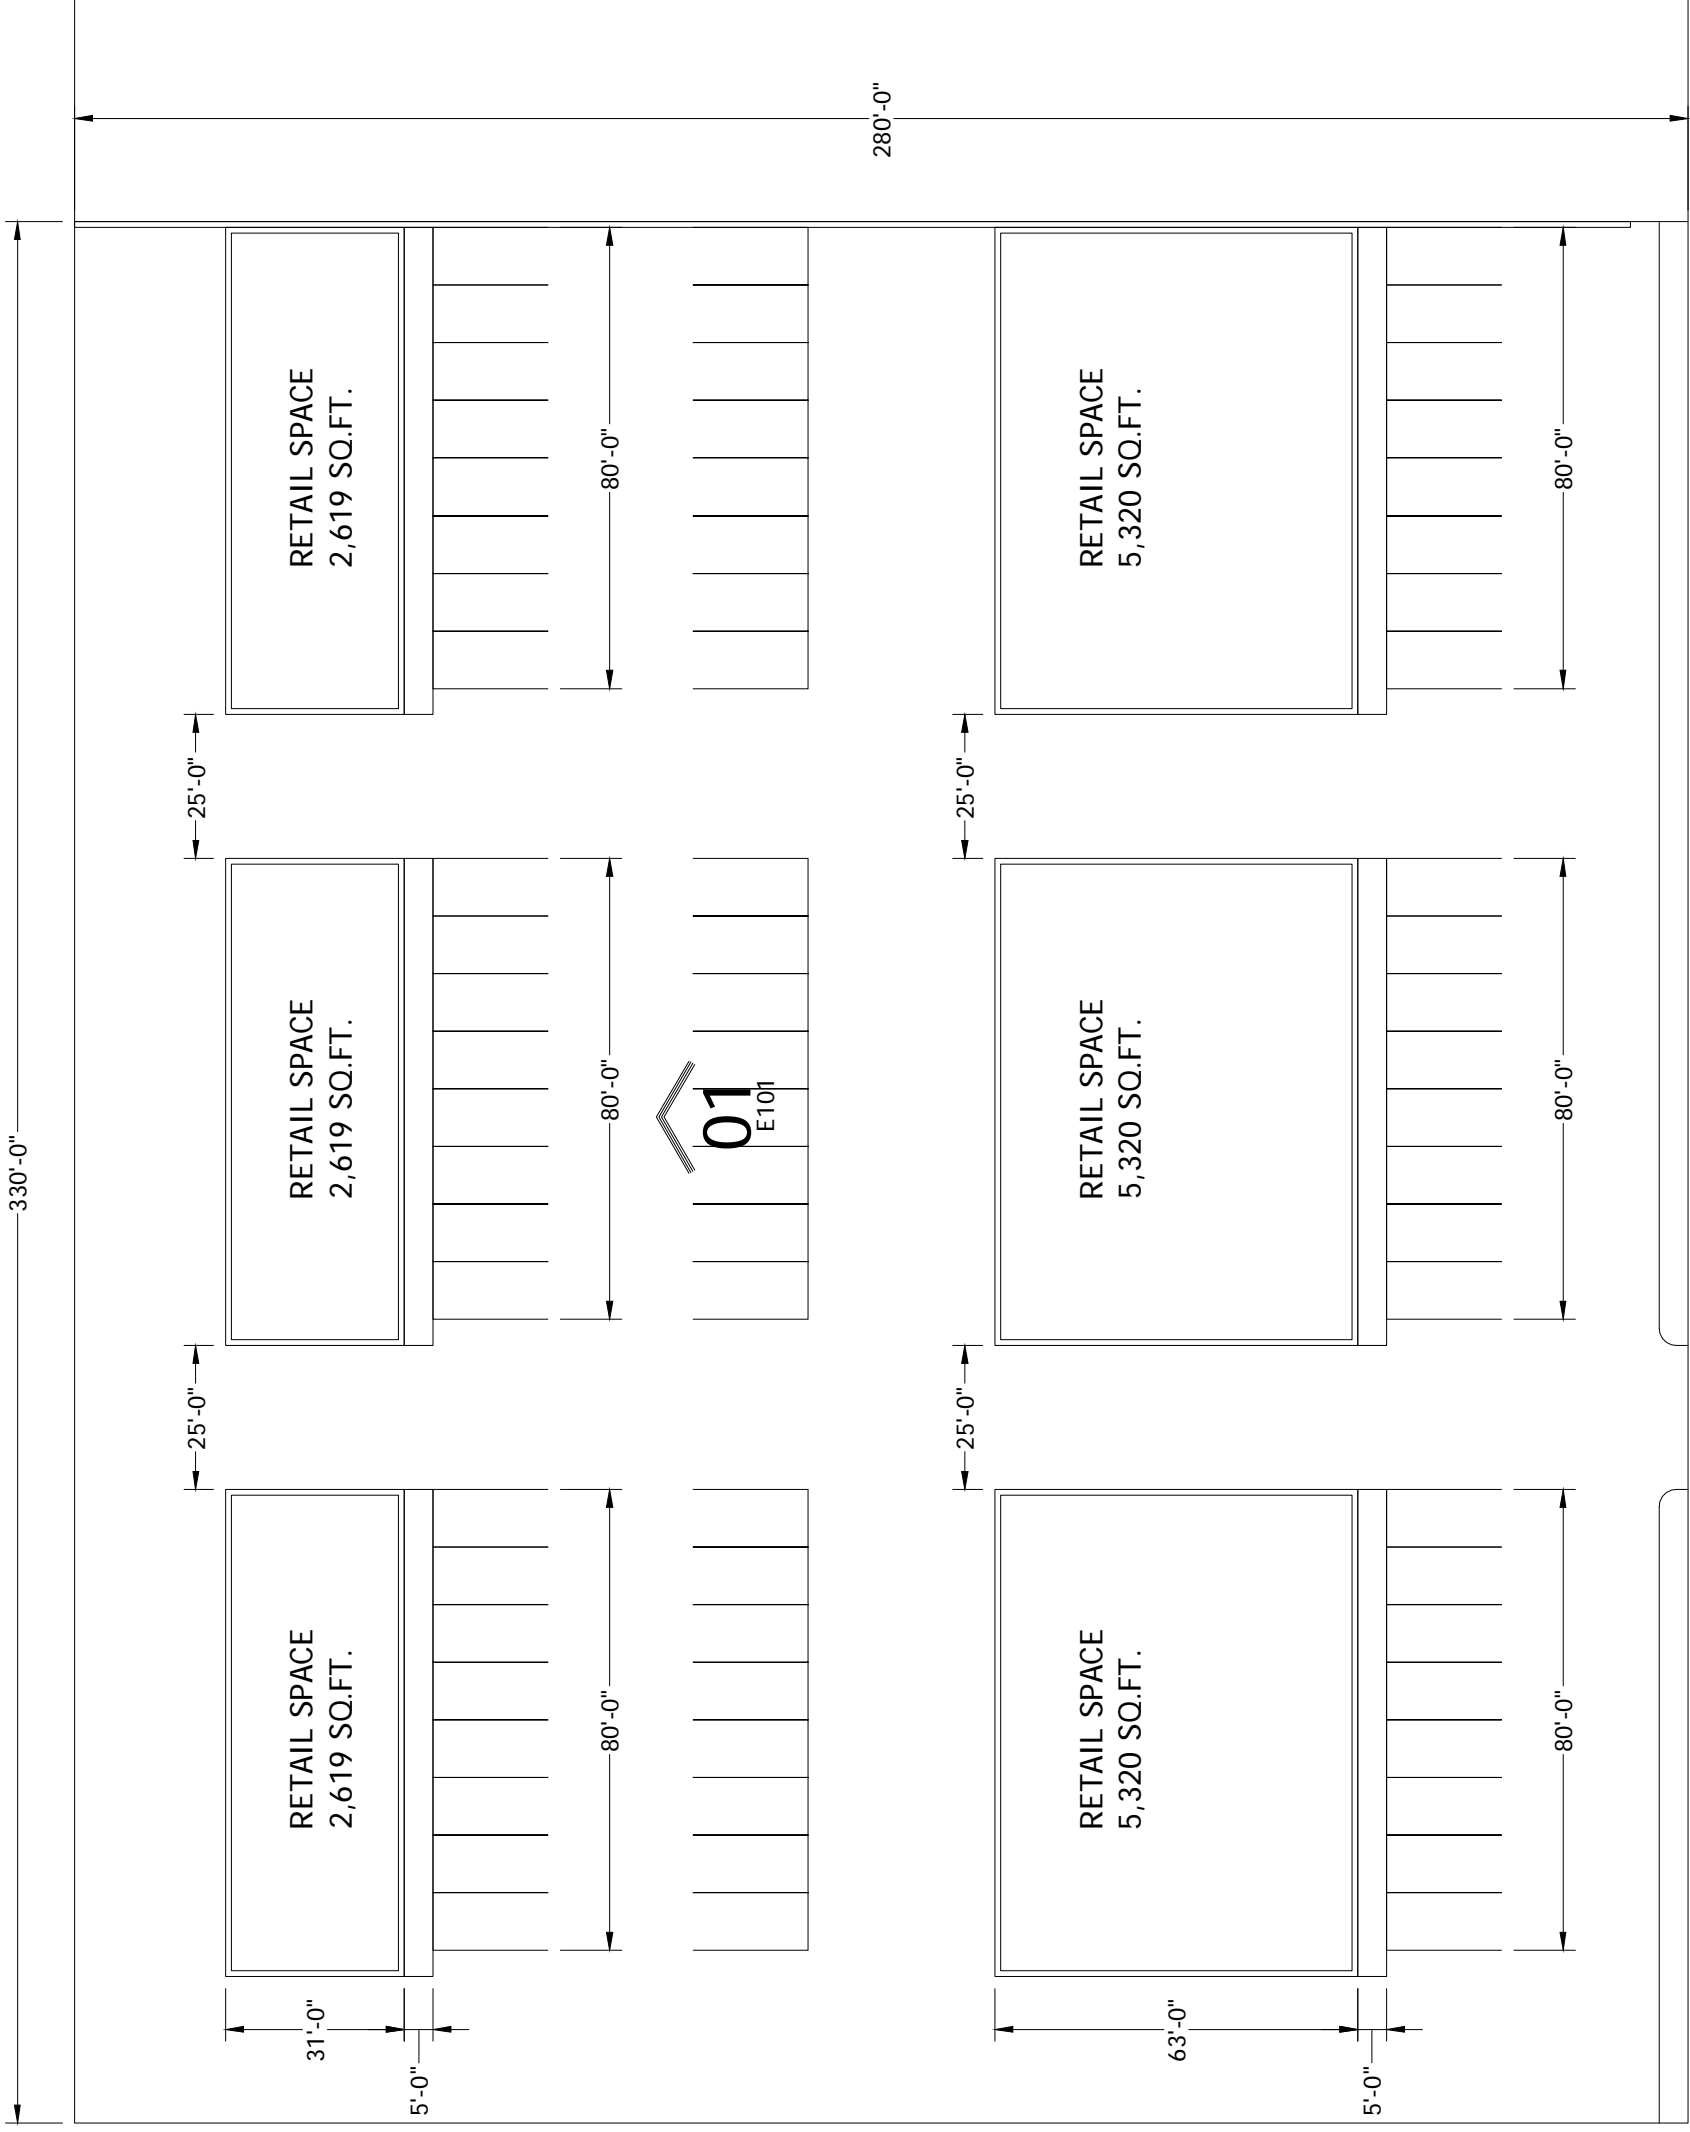 330'-0"
280'-0"
25'-0"
25'-0"
31'-0"
5'-0"
RETAIL SPACE
2,619 SQ.FT.
RETAIL SPACE
2,619 SQ.FT.
RETAIL SPACE
2,619 SQ.FT.
80'-0"
80'-0"
80'-0"
01
E101
25'-0"
25'-0"
63'-0"
5'-0"
RETAIL SPACE
5,320 SQ.FT.
RETAIL SPACE
5,320 SQ.FT.
RETAIL SPACE
5,320 SQ.FT.
80'-0"
80'-0"
80'-0"